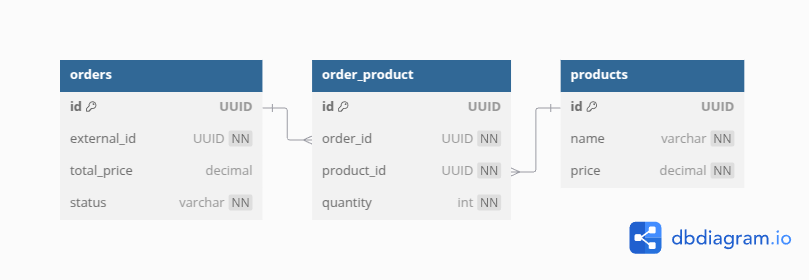 orders
id UUID
external_id UUID NN
total_price decimal
status varchar NN
order_product
id UUID
order_id UUID NN
product_id UUID NN
quantity int NN
products
id UUID
name varchar NN
price decimal NN
dbdiagram.io